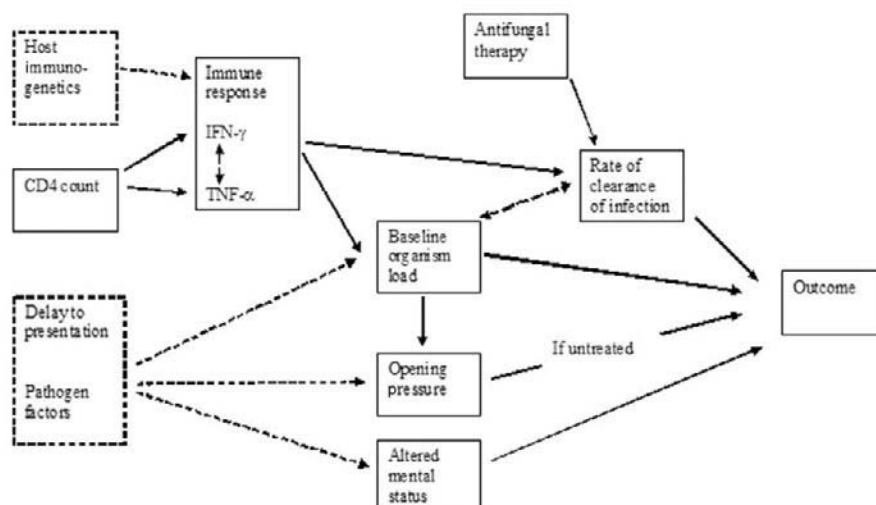 Host
immuno-
genetics
Immune
response
IFN-γ
TNF-α
CD4 count
Antifungal
therapy
Rate of
clearance
of infection
Baseline
organism
load
Outcome
Delay to
presentation
Pathogen
factors
If untreated
Opening
pressure
Altered
mental
status